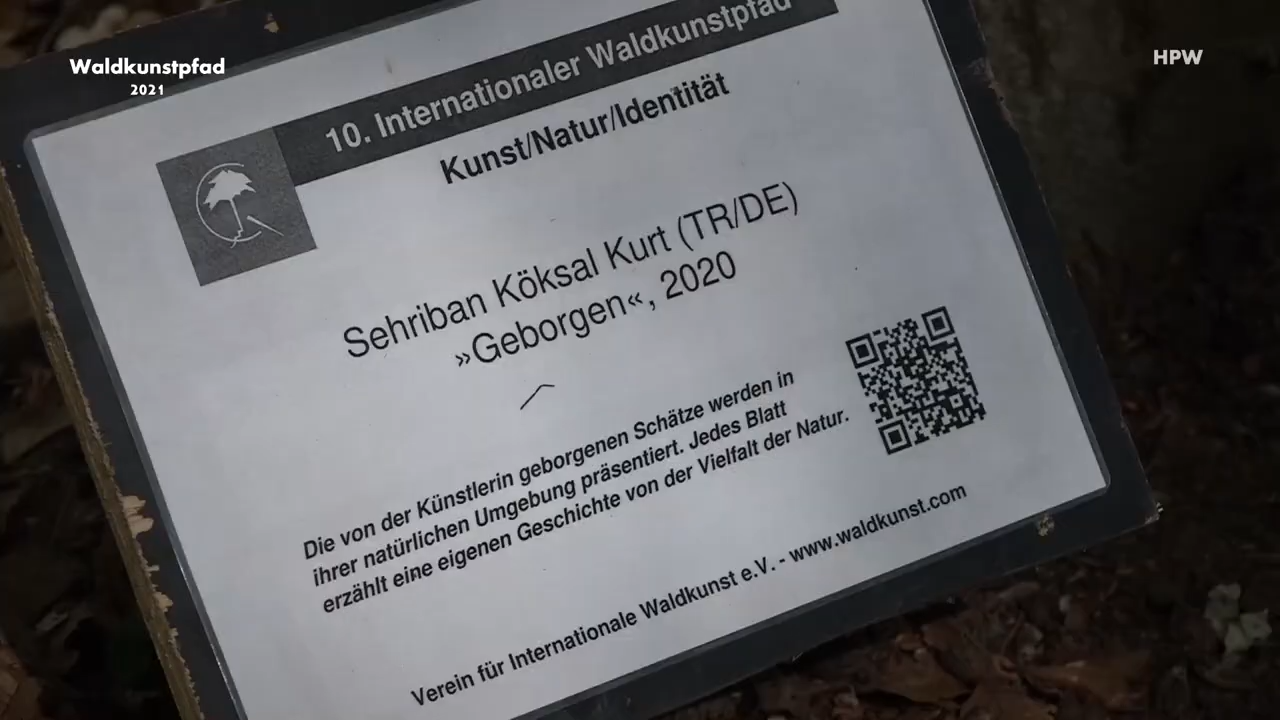 Waldkunstpfad
2021
HPW
10. Internationaler Waldkunstpfad
Kunst/Natur/Identität
Sehriban Köksal Kurt (TR/DE)
»Geborgen«, 2020
Die von der Künstlerin geborgenen Schätze werden in
ihrer natürlichen Umgebung präsentiert. Jedes Blatt
erzählt eine eigenen Geschichte von der Vielfalt der Natur.
Verein für Internationale Waldkunst e.V. - www.waldkunst.com